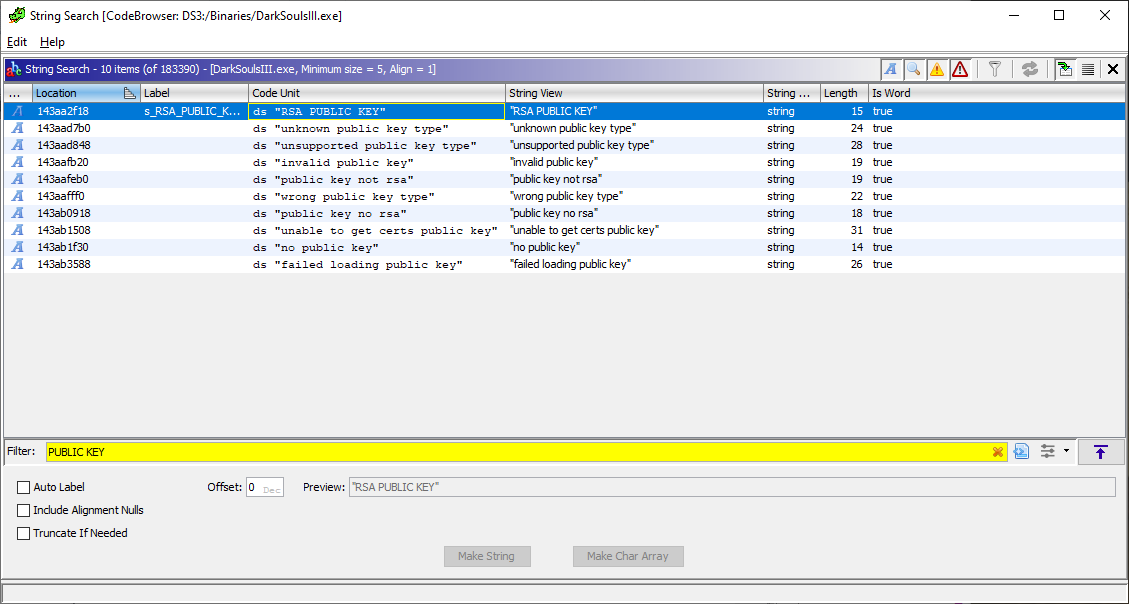 String Search [CodeBrowser: DS3:/Binaries/DarkSoulsIII.exe]
Edit Help
String Search - 10 items (of 183390) - [DarkSoulsIII.exe, Minimum size = 5, Align = 1]
... Location Label Code Unit String View String ... Length Is Word
143aa2f18 s_RSA_PUBLIC_K... ds "RSA PUBLIC KEY" "RSA PUBLIC KEY" string 15 true
143aad7b0 ds "unknown public key type" "unknown public key type" string 24 true
143aad848 ds "unsupported public key type" "unsupported public key type" string 28 true
143aafb20 ds "invalid public key" "invalid public key" string 19 true
143aafeb0 ds "public key not rsa" "public key not rsa" string 19 true
143aafff0 ds "wrong public key type" "wrong public key type" string 22 true
143ab0918 ds "public key no rsa" "public key no rsa" string 18 true
143ab1508 ds "unable to get certs public key" "unable to get certs public key" string 31 true
143ab1f30 ds "no public key" "no public key" string 14 true
143ab3588 ds "failed loading public key" "failed loading public key" string 26 true
Filter: PUBLIC KEY
Auto Label Offset: 0 Dec Preview: "RSA PUBLIC KEY"
Include Alignment Nulls
Truncate If Needed
Make String Make Char Array